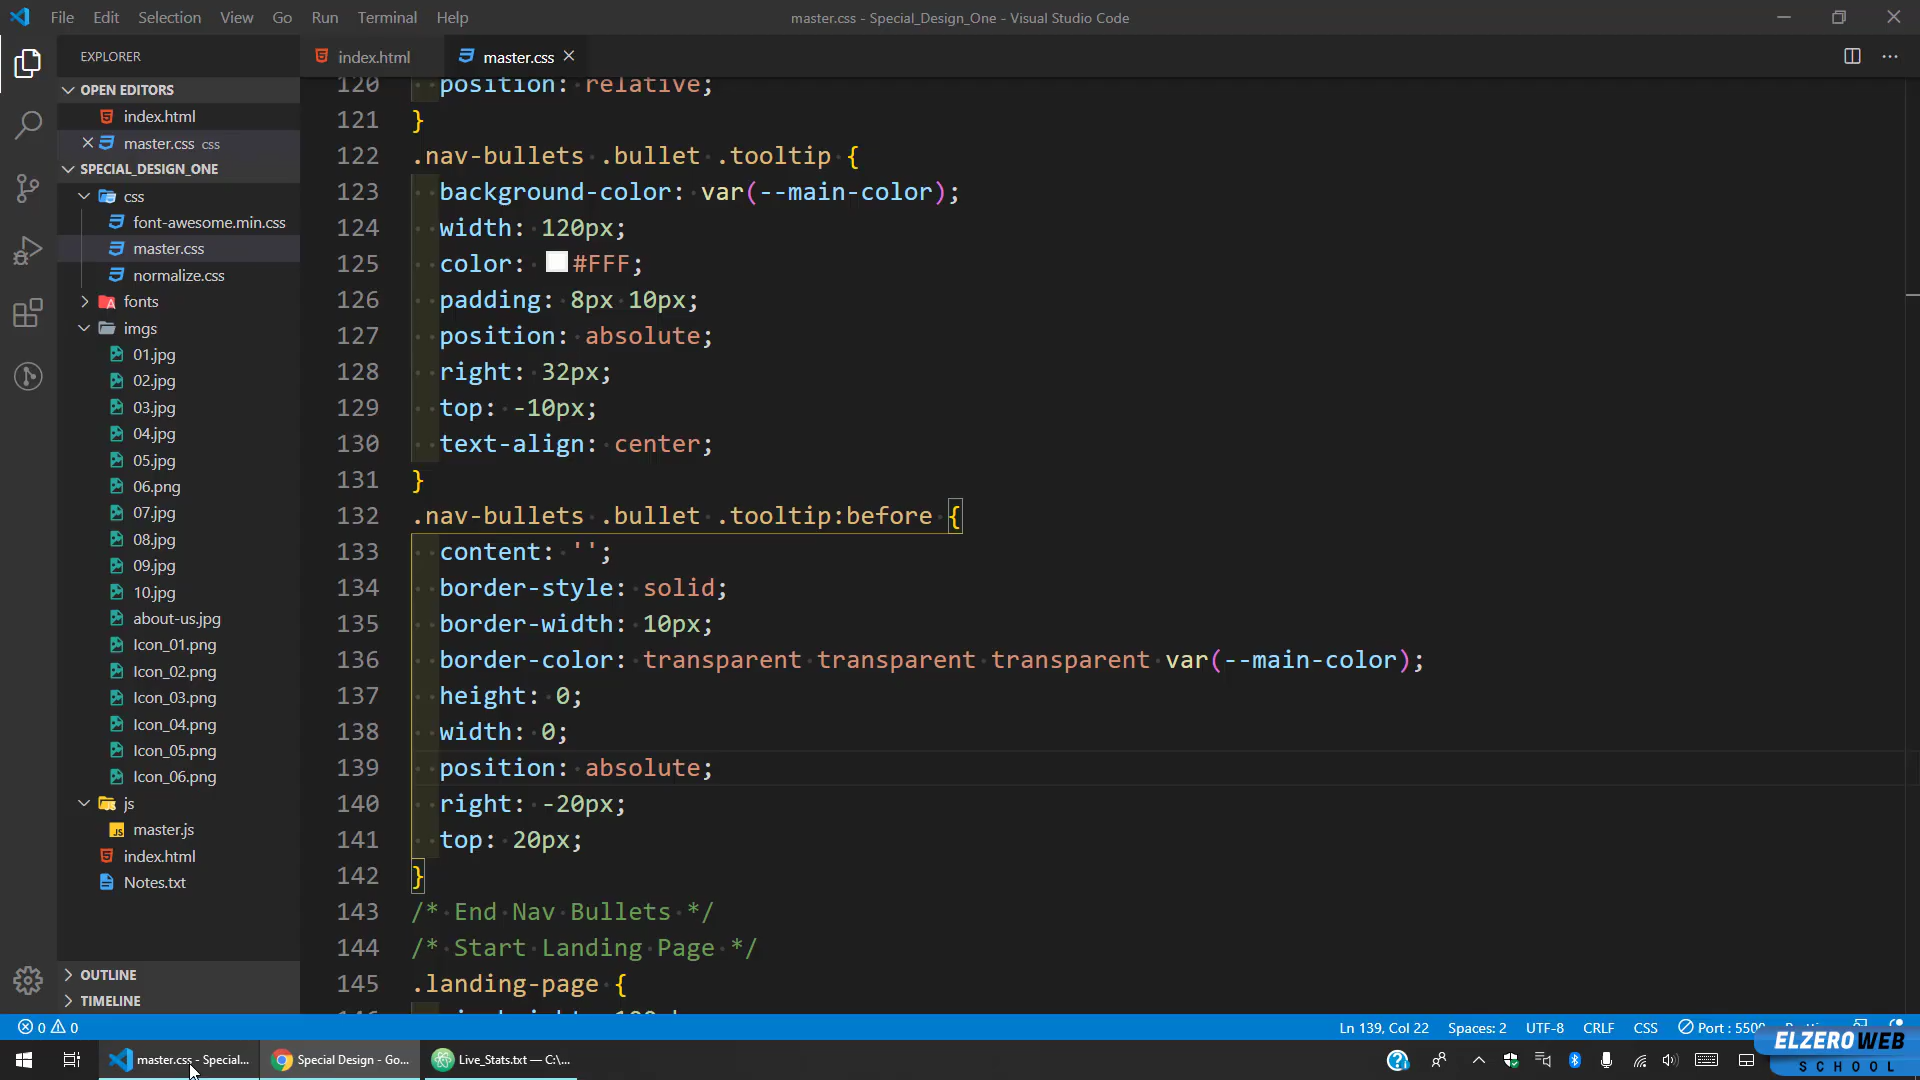 File Edit Selection View Go Run Terminal Help
master.css - Special_Design_One - Visual Studio Code
EXPLORER
OPEN EDITORS
index.html
master.css css
SPECIAL_DESIGN_ONE
css
font-awesome.min.css
master.css
normalize.css
fonts
imgs
01.jpg
02.jpg
03.jpg
04.jpg
05.jpg
06.png
07.jpg
08.jpg
09.jpg
10.jpg
about-us.jpg
Icon_01.png
Icon_02.png
Icon_03.png
Icon_04.png
Icon_05.png
Icon_06.png
js
master.js
index.html
Notes.txt
OUTLINE
TIMELINE
index.html
master.css
120 position: relative;
121 }
122 .nav-bullets .bullet .tooltip {
123 background-color: var(--main-color);
124 width: 120px;
125 color: #FFF;
126 padding: 8px 10px;
127 position: absolute;
128 right: 32px;
129 top: -10px;
130 text-align: center;
131 }
132 .nav-bullets .bullet .tooltip:before {
133 content: '';
134 border-style: solid;
135 border-width: 10px;
136 border-color: transparent transparent transparent var(--main-color);
137 height: 0;
138 width: 0;
139 position: absolute;
140 right: -20px;
141 top: 20px;
142 }
143 /* End Nav Bullets */
144 /* Start Landing Page */
145 .landing-page {
0 0
Ln 139, Col 22 Spaces: 2 UTF-8 CRLF CSS Port : 5500
master.css - Special...
Special Design - Go...
Live_Stats.txt — C:\...
ELZEROWEB
SCHOOL